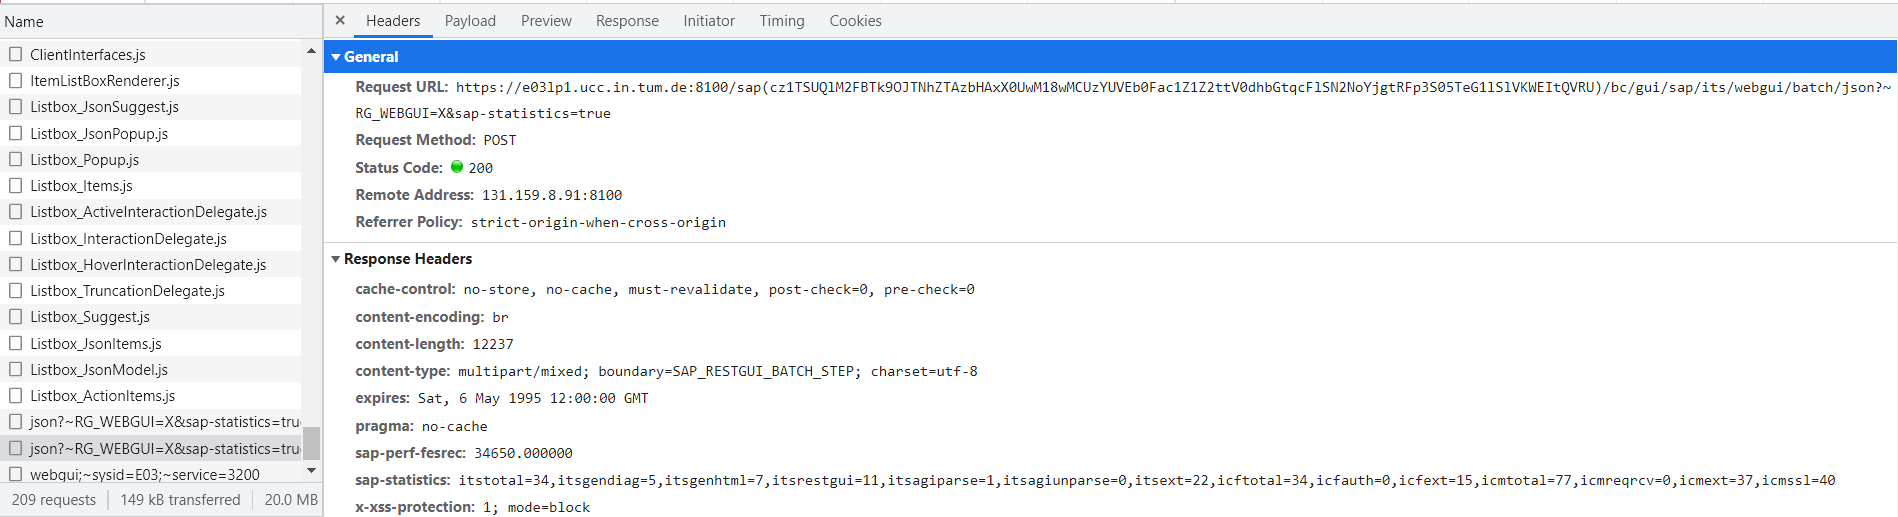 Name
ClientInterfaces.js
ItemListBoxRenderer.js
Listbox_JsonSuggest.js
Listbox_JsonPopup.js
Listbox_Popup.js
Listbox_Items.js
Listbox_ActiveInteractionDelegate.js
Listbox_InteractionDelegate.js
Listbox_HoverInteractionDelegate.js
Listbox_TruncationDelegate.js
Listbox_Suggest.js
Listbox_JsonItems.js
Listbox_JsonModel.js
Listbox_ActionItems.js
json?~RG_WEBGUI=X&sap-statistics=tru
json?~RG_WEBGUI=X&sap-statistics=tru
webgui;~sysid=E03;~service=3200
209 requests 149 kB transferred 20.0 MB
× Headers Payload Preview Response Initiator Timing Cookies
General
Request URL: https://e03lp1.ucc.in.tum.de:8100/sap(cz1TSUQlM2FBTk9OJTNhZTAzbHAxX0UwM18wMCUzYUVEb0Fac1Z1Z2ttV0dhbGtqcFlSN2NoYjgtRFp3S05TeG1lSlVKWEItQVRU)/bc/gui/sap/its/webgui/batch/json?~
RG_WEBGUI=X&sap-statistics=true
Request Method: POST
Status Code: 200
Remote Address: 131.159.8.91:8100
Referrer Policy: strict-origin-when-cross-origin
Response Headers
cache-control: no-store, no-cache, must-revalidate, post-check=0, pre-check=0
content-encoding: br
content-length: 12237
content-type: multipart/mixed; boundary=SAP_RESTGUI_BATCH_STEP; charset=utf-8
expires: Sat, 6 May 1995 12:00:00 GMT
pragma: no-cache
sap-perf-fesrec: 34650.000000
sap-statistics: itstotal=34,itsgendiag=5,itsgenhtml=7,itsrestgui=11,itsagiparse=1,itsagiunparse=0,itsext=22,icftotal=34,icfauth=0,icfext=15,icmtotal=77,icmreqrcv=0,icmext=37,icmssl=40
x-xss-protection: 1; mode=block